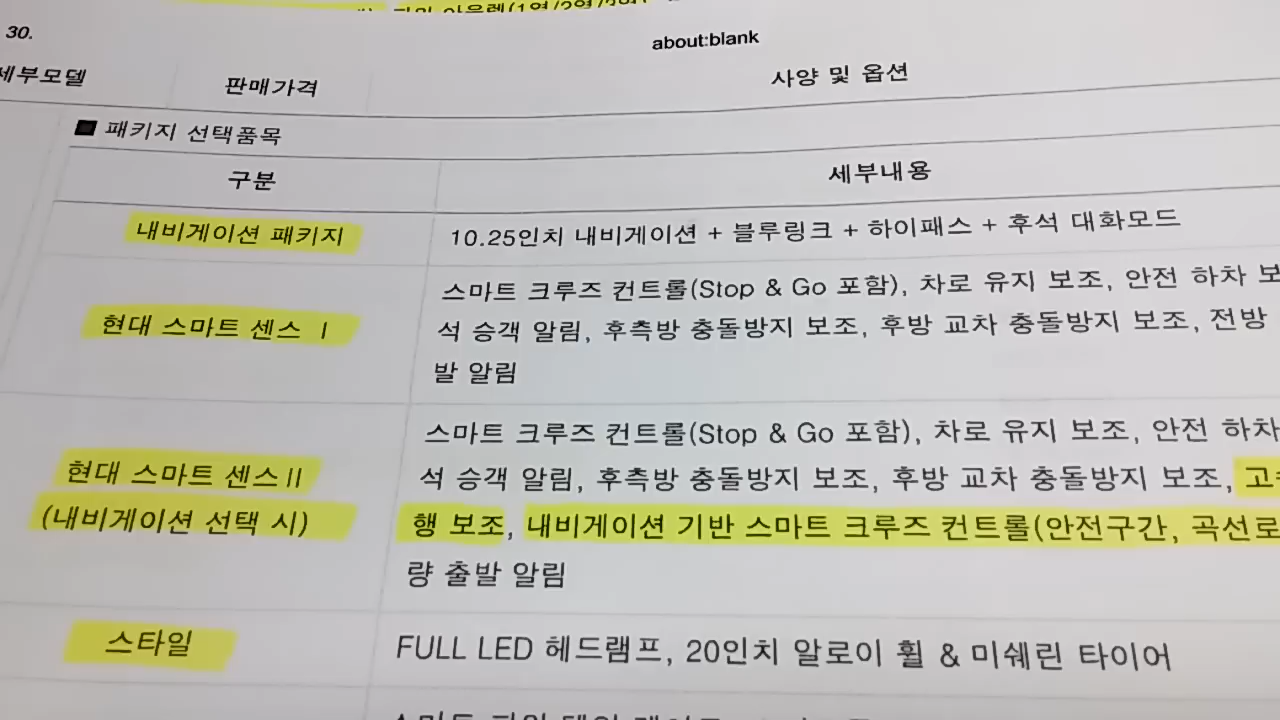 아울렛(1열/2열/3열)
30.
about:blank
세부모델 판매가격 사양 및 옵션
■ 패키지 선택품목
구분 세부내용
내비게이션 패키지 10.25인치 내비게이션 + 블루링크 + 하이패스 + 후석 대화모드
스마트 크루즈 컨트롤(Stop & Go 포함), 차로 유지 보조, 안전 하차
현대 스마트 센스 Ⅰ 석 승객 알림, 후측방 충돌방지 보조, 후방 교차 충돌방지 보조, 전방
발 알림
스마트 크루즈 컨트롤(Stop & Go 포함), 차로 유지 보조, 안전 하차
현대 스마트 센스Ⅱ 석 승객 알림, 후측방 충돌방지 보조, 후방 교차 충돌방지 보조, 고
(내비게이션 선택 시) 행 보조, 내비게이션 기반 스마트 크루즈 컨트롤(안전구간, 곡선로
량 출발 알림
스타일 FULL LED 헤드램프, 20인치 알로이 휠 & 미쉐린 타이어